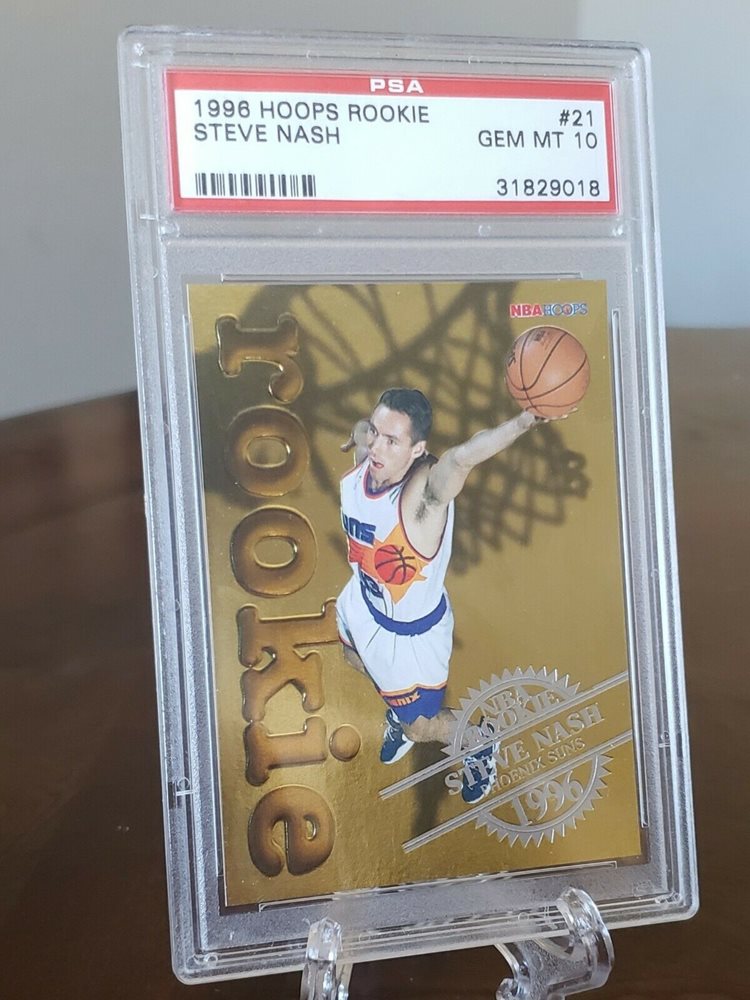 PSA
1996 HOOPS ROOKIE #21
STEVE NASH GEM MT 10
31829018
NBA HOOPS
rookie
NBA
ROOKIE
STEVE NASH
PHOENIX SUNS
1996